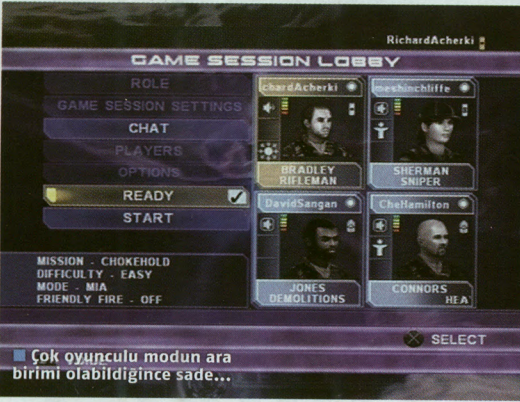 RichardAcherki
GAME SESSION LOBBY
ROLE
GAME SESSION SETTINGS
CHAT
PLAYERS
OPTIONS
READY
START
chardAcherki
BRADLEY
RIFLEMAN
meshinchliffe
SHERMAN
SNIPER
DavidSangan
JONES
DEMOLITIONS
CheHamilton
CONNORS
HEA
MISSION - CHOKEHOLD
DIFFICULTY - EASY
MODE - MIA
FRIENDLY FIRE - OFF
SELECT
Çok oyunculu modun ara
birimi olabildiğince sade...